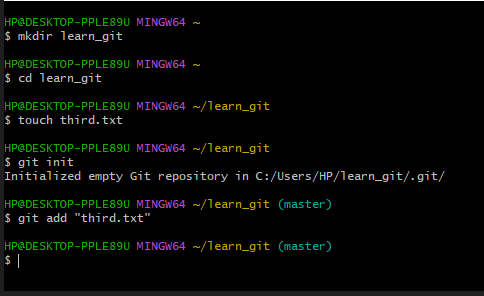 HP@DESKTOP-PPLE89U MINGW64 ~
$ mkdir learn_git
HP@DESKTOP-PPLE89U MINGW64 ~
$ cd learn_git
HP@DESKTOP-PPLE89U MINGW64 ~/learn_git
$ touch third.txt
HP@DESKTOP-PPLE89U MINGW64 ~/learn_git
$ git init
Initialized empty Git repository in C:/Users/HP/learn_git/.git/
HP@DESKTOP-PPLE89U MINGW64 ~/learn_git (master)
$ git add "third.txt"
HP@DESKTOP-PPLE89U MINGW64 ~/learn_git (master)
$